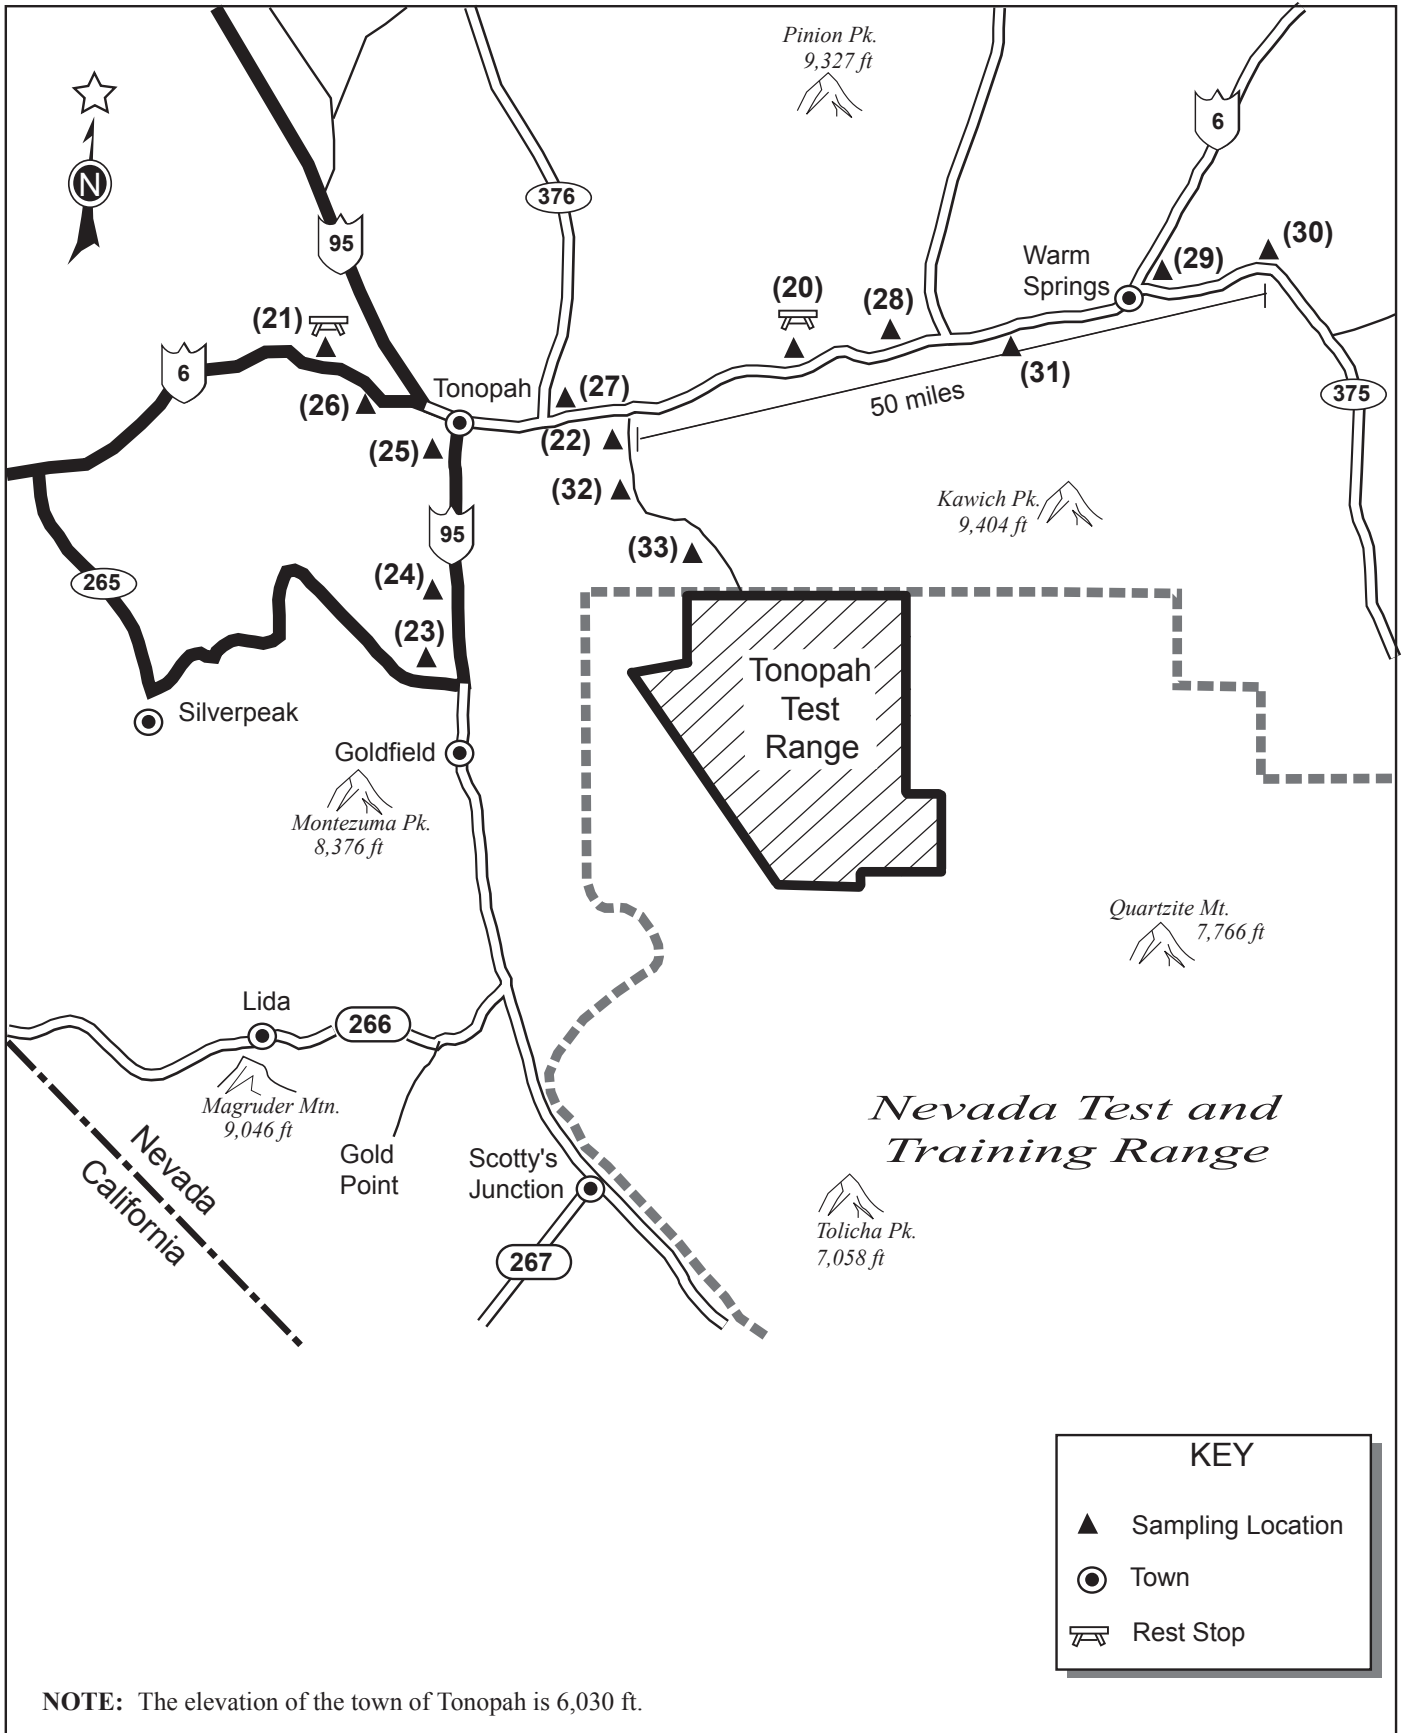 Pinion Pk.
9,327 ft
N
6
376
95
Warm
Springs
(29)
(30)
(20)
(28)
(21)
6
(31)
50 miles
375
Tonopah
(27)
(26)
(25)
(22)
(32)
95
Kawich Pk.
9,404 ft
(33)
265
(24)
(23)
Tonopah
Test
Range
Silverpeak
Goldfield
Montezuma Pk.
8,376 ft
Quartzite Mt.
7,766 ft
Lida
266
Magruder Mtn.
9,046 ft
Nevada
California
Gold
Point
Scotty's
Junction
267
Nevada Test and
Training Range
Tolicha Pk.
7,058 ft
KEY
Sampling Location
Town
Rest Stop
NOTE: The elevation of the town of Tonopah is 6,030 ft.